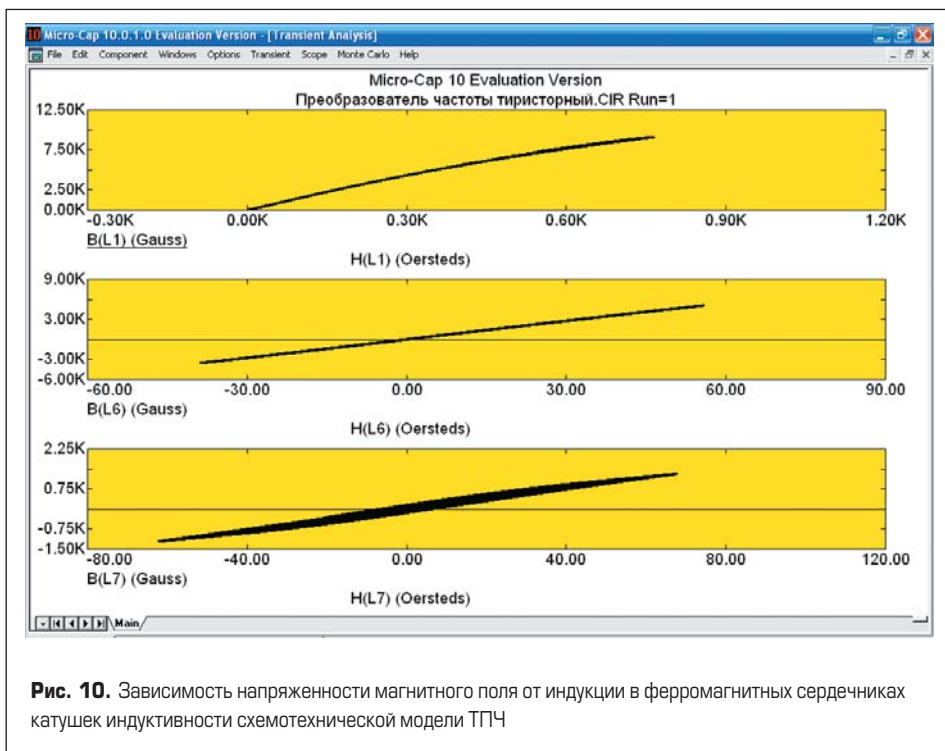 10 Micro-Cap 10.0.1.0 Evaluation Version - [Transient Analysis]
File Edit Component Windows Options Transient Scope Monte Carlo Help
Micro-Cap 10 Evaluation Version
Преобразователь частоты тиристорный.CIR Run=1
12.50K
7.50K
2.50K
0.00K
-0.30K 0.00K 0.30K 0.60K 0.90K 1.20K
B(L1) (Gauss)
H(L1) (Oersteds)
9.00K
3.00K
-3.00K
-6.00K
-60.00 -30.00 0.00 30.00 60.00 90.00
B(L6) (Gauss)
H(L6) (Oersteds)
2.25K
0.75K
-0.75K
-1.50K
-80.00 -40.00 0.00 40.00 80.00 120.00
B(L7) (Gauss)
H(L7) (Oersteds)
Main
Рис. 10. Зависимость напряженности магнитного поля от индукции в ферромагнитных сердечниках
катушек индуктивности схемотехнической модели ТПЧ